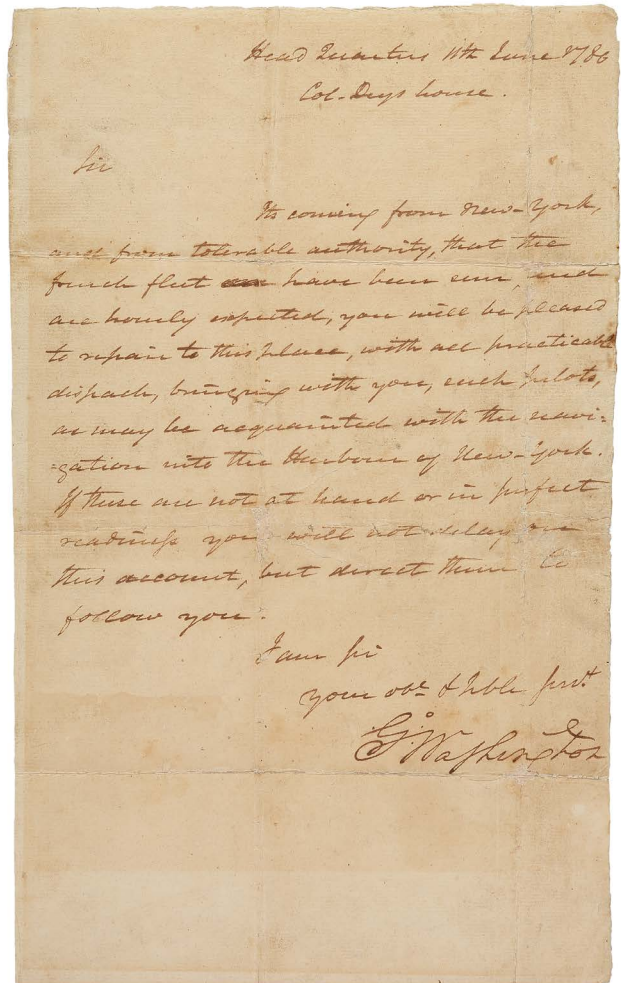 Head Quarters 11th June 1780
Col. Deys house.
Sir
Its coming from New-York,
and from tolerable authority, that the
french fleet have been seen, and
are hourly expected, you will be pleased
to repair to this place, with all practicable
dispach, bringing with you, such pilots,
as may be acquainted with the navi-
-gation into the Harbour of New-York.
If these are not at hand or in perfect
readiness you will not delay on
this account, but direct them to
follow you.
I am Sir
your obt & hble servt
Go Washington